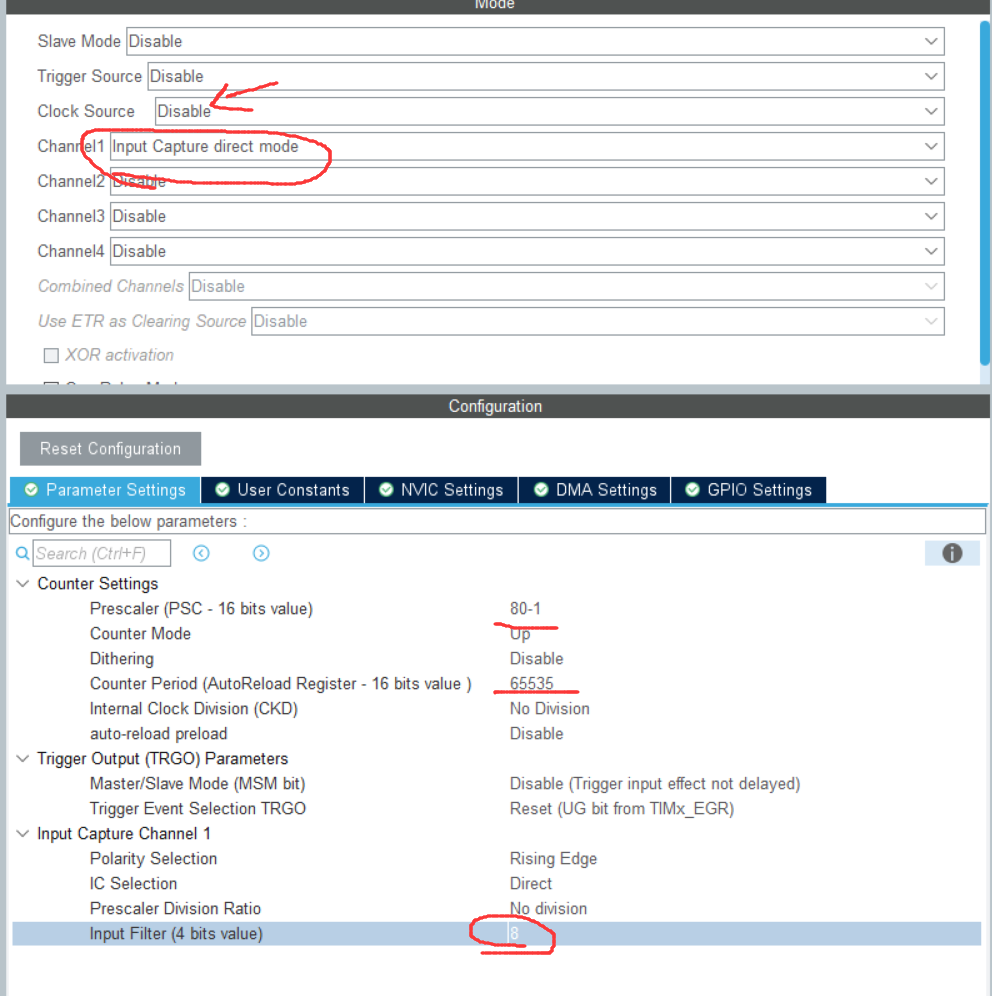 Mode
Slave Mode Disable
Trigger Source Disable
Clock Source Disable
Channel1 Input Capture direct mode
Channel2 Disable
Channel3 Disable
Channel4 Disable
Combined Channels Disable
Use ETR as Clearing Source Disable
XOR activation
Configuration
Reset Configuration
Parameter Settings User Constants NVIC Settings DMA Settings GPIO Settings
Configure the below parameters :
Search (Ctrl+F)
Counter Settings
Prescaler (PSC - 16 bits value) 80-1
Counter Mode Up
Dithering Disable
Counter Period (AutoReload Register - 16 bits value ) 65535
Internal Clock Division (CKD) No Division
auto-reload preload Disable
Trigger Output (TRGO) Parameters
Master/Slave Mode (MSM bit) Disable (Trigger input effect not delayed)
Trigger Event Selection TRGO Reset (UG bit from TIMx_EGR)
Input Capture Channel 1
Polarity Selection Rising Edge
IC Selection Direct
Prescaler Division Ratio No division
Input Filter (4 bits value) 8